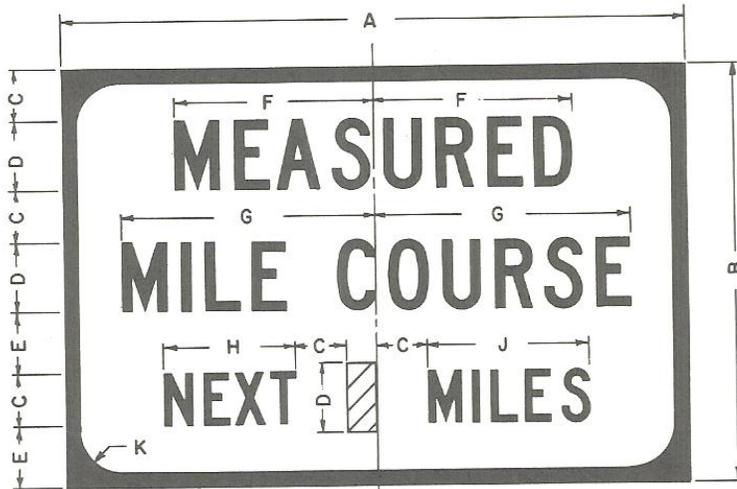 A
C F F
MEASURED
D
C G G
MILE COURSE
D B
E H C C J
NEXT D MILES
C
E K